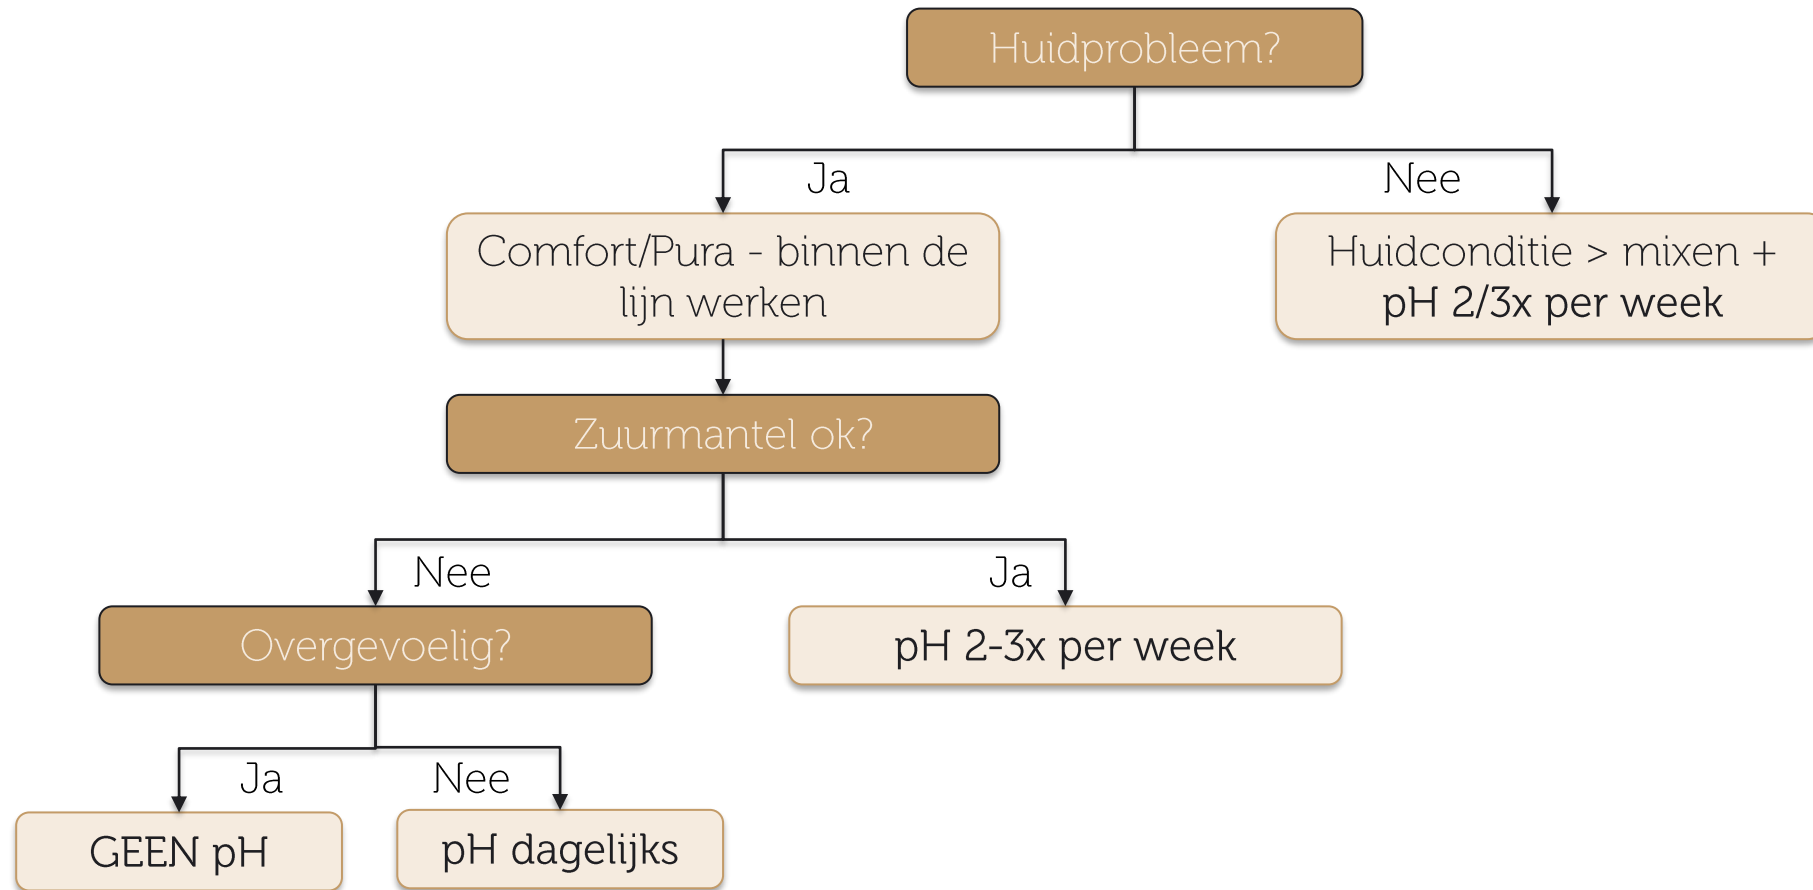 Huidprobleem?
Ja
Nee
Comfort/Pura - binnen de
lijn werken
Huidconditie > mixen +
pH 2/3x per week
Zuurmantel ok?
Nee
Ja
Overgevoelig?
pH 2-3x per week
Ja
Nee
GEEN pH
pH dagelijks